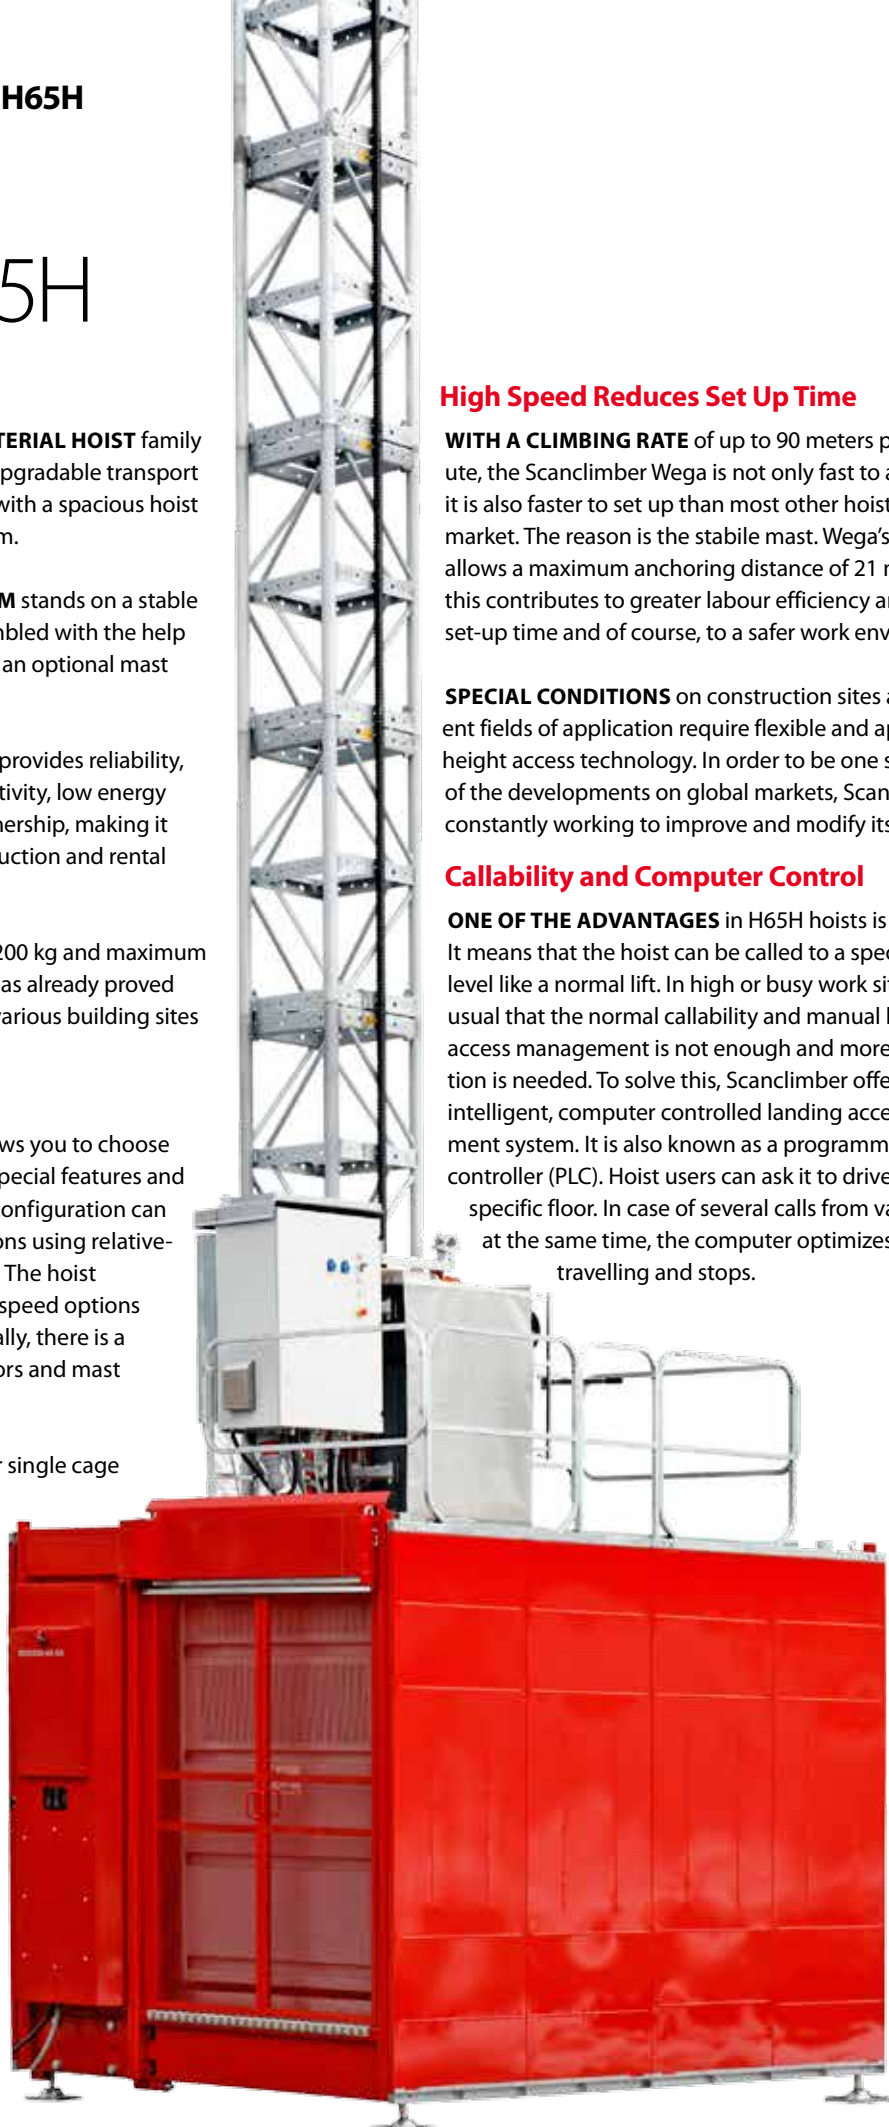 H65H
5H
TERIAL HOIST family
upgradable transport
with a spacious hoist
m.
M stands on a stable
mbled with the help
an optional mast
provides reliability,
tivity, low energy
nership, making it
uction and rental
200 kg and maximum
as already proved
various building sites
ws you to choose
special features and
configuration can
ons using relative-
The hoist
speed options
ally, there is a
ors and mast
r single cage
High Speed Reduces Set Up Time
WITH A CLIMBING RATE of up to 90 meters p
ute, the Scanclimber Wega is not only fast to a
it is also faster to set up than most other hoist
market. The reason is the stabile mast. Wega’s
allows a maximum anchoring distance of 21 m
this contributes to greater labour efficiency an
set-up time and of course, to a safer work env
SPECIAL CONDITIONS on construction sites a
ent fields of application require flexible and ap
height access technology. In order to be one s
of the developments on global markets, Scan
constantly working to improve and modify its
Callability and Computer Control
ONE OF THE ADVANTAGES in H65H hoists is
It means that the hoist can be called to a spec
level like a normal lift. In high or busy work sit
usual that the normal callability and manual l
access management is not enough and more
tion is needed. To solve this, Scanclimber offe
intelligent, computer controlled landing acce
ment system. It is also known as a programm
controller (PLC). Hoist users can ask it to drive
specific floor. In case of several calls from va
at the same time, the computer optimizes
travelling and stops.